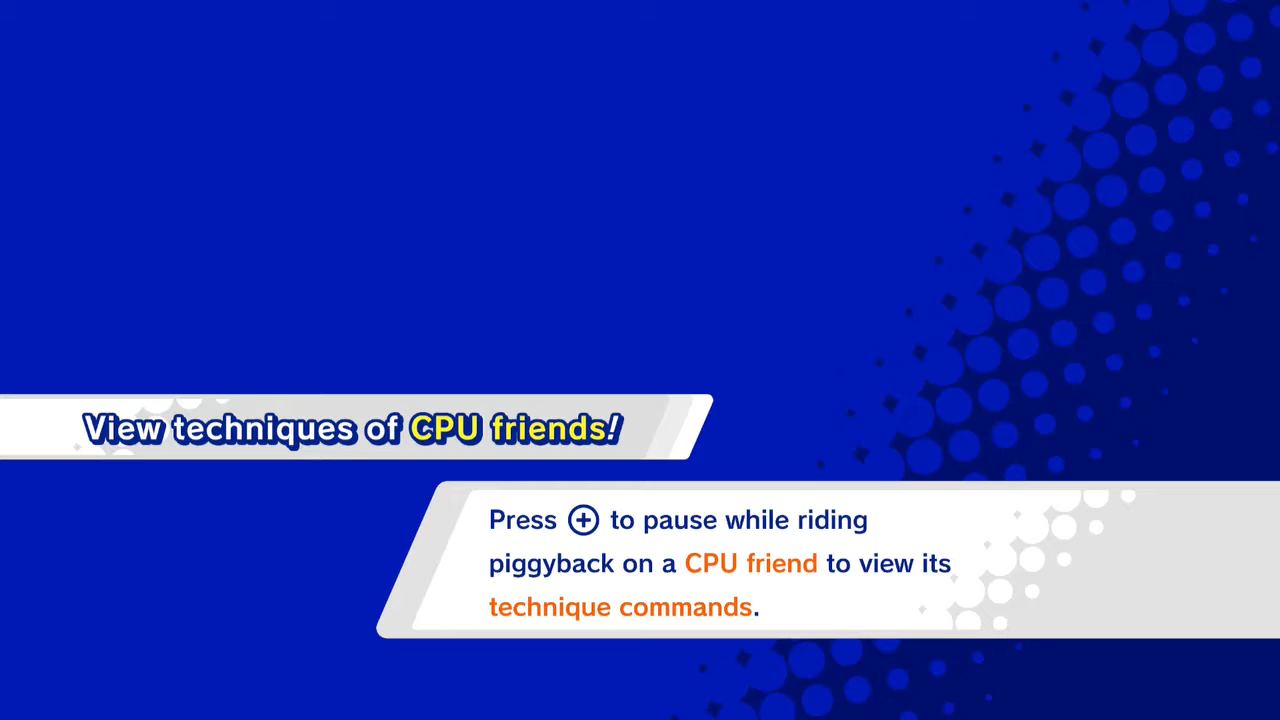 View techniques of CPU friends!
Press ⊕ to pause while riding
piggyback on a CPU friend to view its
technique commands.